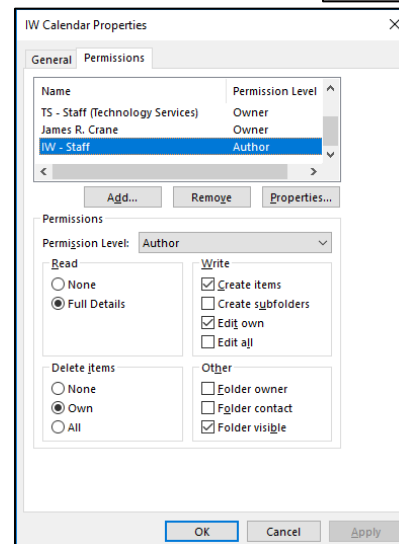 IW Calendar Properties
General Permissions
Name Permission Level
TS - Staff (Technology Services) Owner
James R. Crane Owner
IW - Staff Author
Add... Remove Properties...
Permissions
Permission Level: Author
Read Write
None Create items
Full Details Create subfolders
Edit own
Edit all
Delete items Other
None Folder owner
Own Folder contact
All Folder visible
OK Cancel Apply